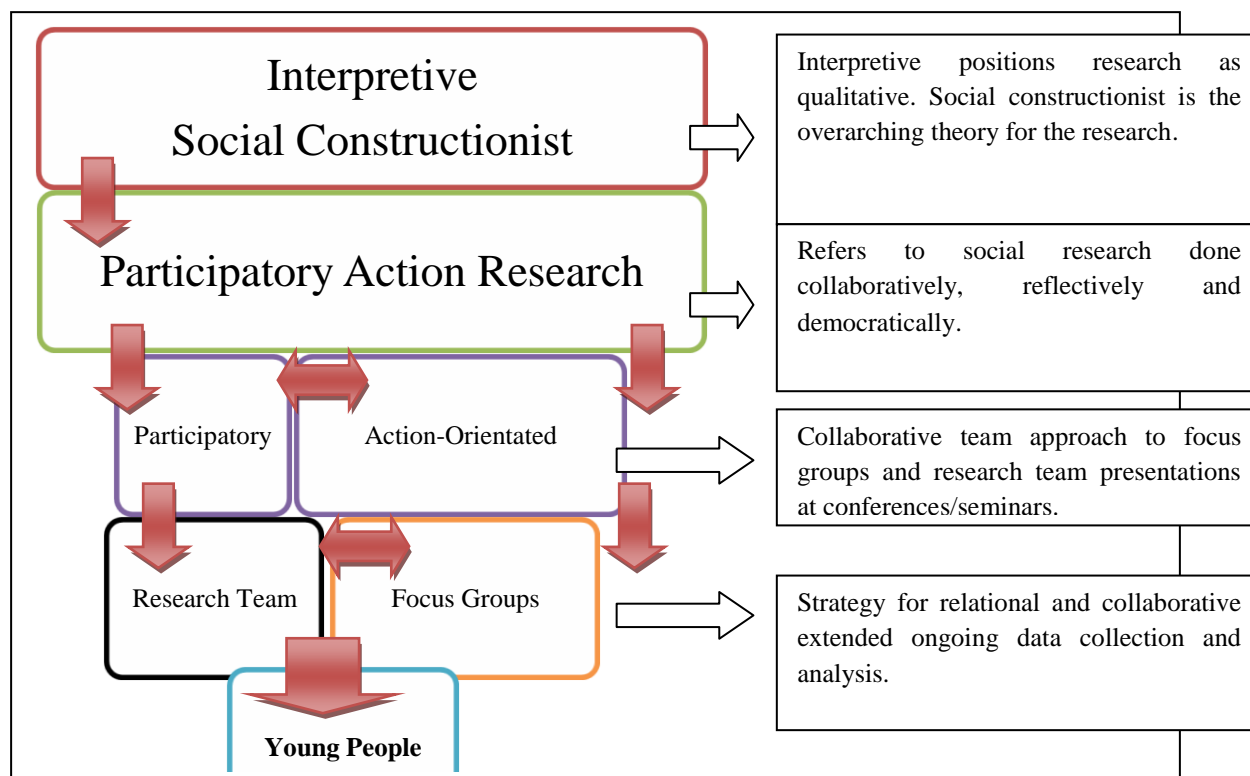 Interpretive
Social Constructionist
Interpretive positions research as
qualitative. Social constructionist is the
overarching theory for the research.
Participatory Action Research
Refers to social research done
collaboratively, reflectively and
democratically.
Participatory
Action-Orientated
Collaborative team approach to focus
groups and research team presentations
at conferences/seminars.
Research Team
Focus Groups
Strategy for relational and collaborative
extended ongoing data collection and
analysis.
Young People